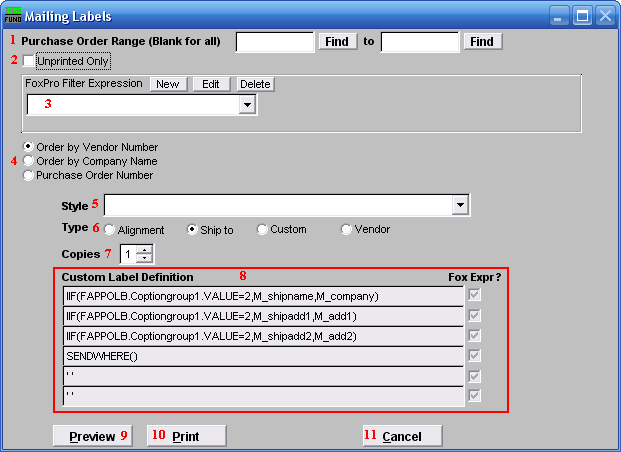 FUND
Mailing Labels
1 Purchase Order Range (Blank for all) Find to Find
2 Unprinted Only
FoxPro Filter Expression New Edit Delete
3
Order by Vendor Number
4 Order by Company Name
Purchase Order Number
Style 5
Type 6 Alignment Ship to Custom Vendor
Copies 7 1
Custom Label Definition 8 Fox Expr?
IIF(FAPPOLB.Coptiongroup1.VALUE=2,M_shipname,M_company)
IIF(FAPPOLB.Coptiongroup1.VALUE=2,M_shipadd1,M_add1)
IIF(FAPPOLB.Coptiongroup1.VALUE=2,M_shipadd2,M_add2)
SENDWHERE()
' '
' '
Preview 9 10 Print 11 Cancel